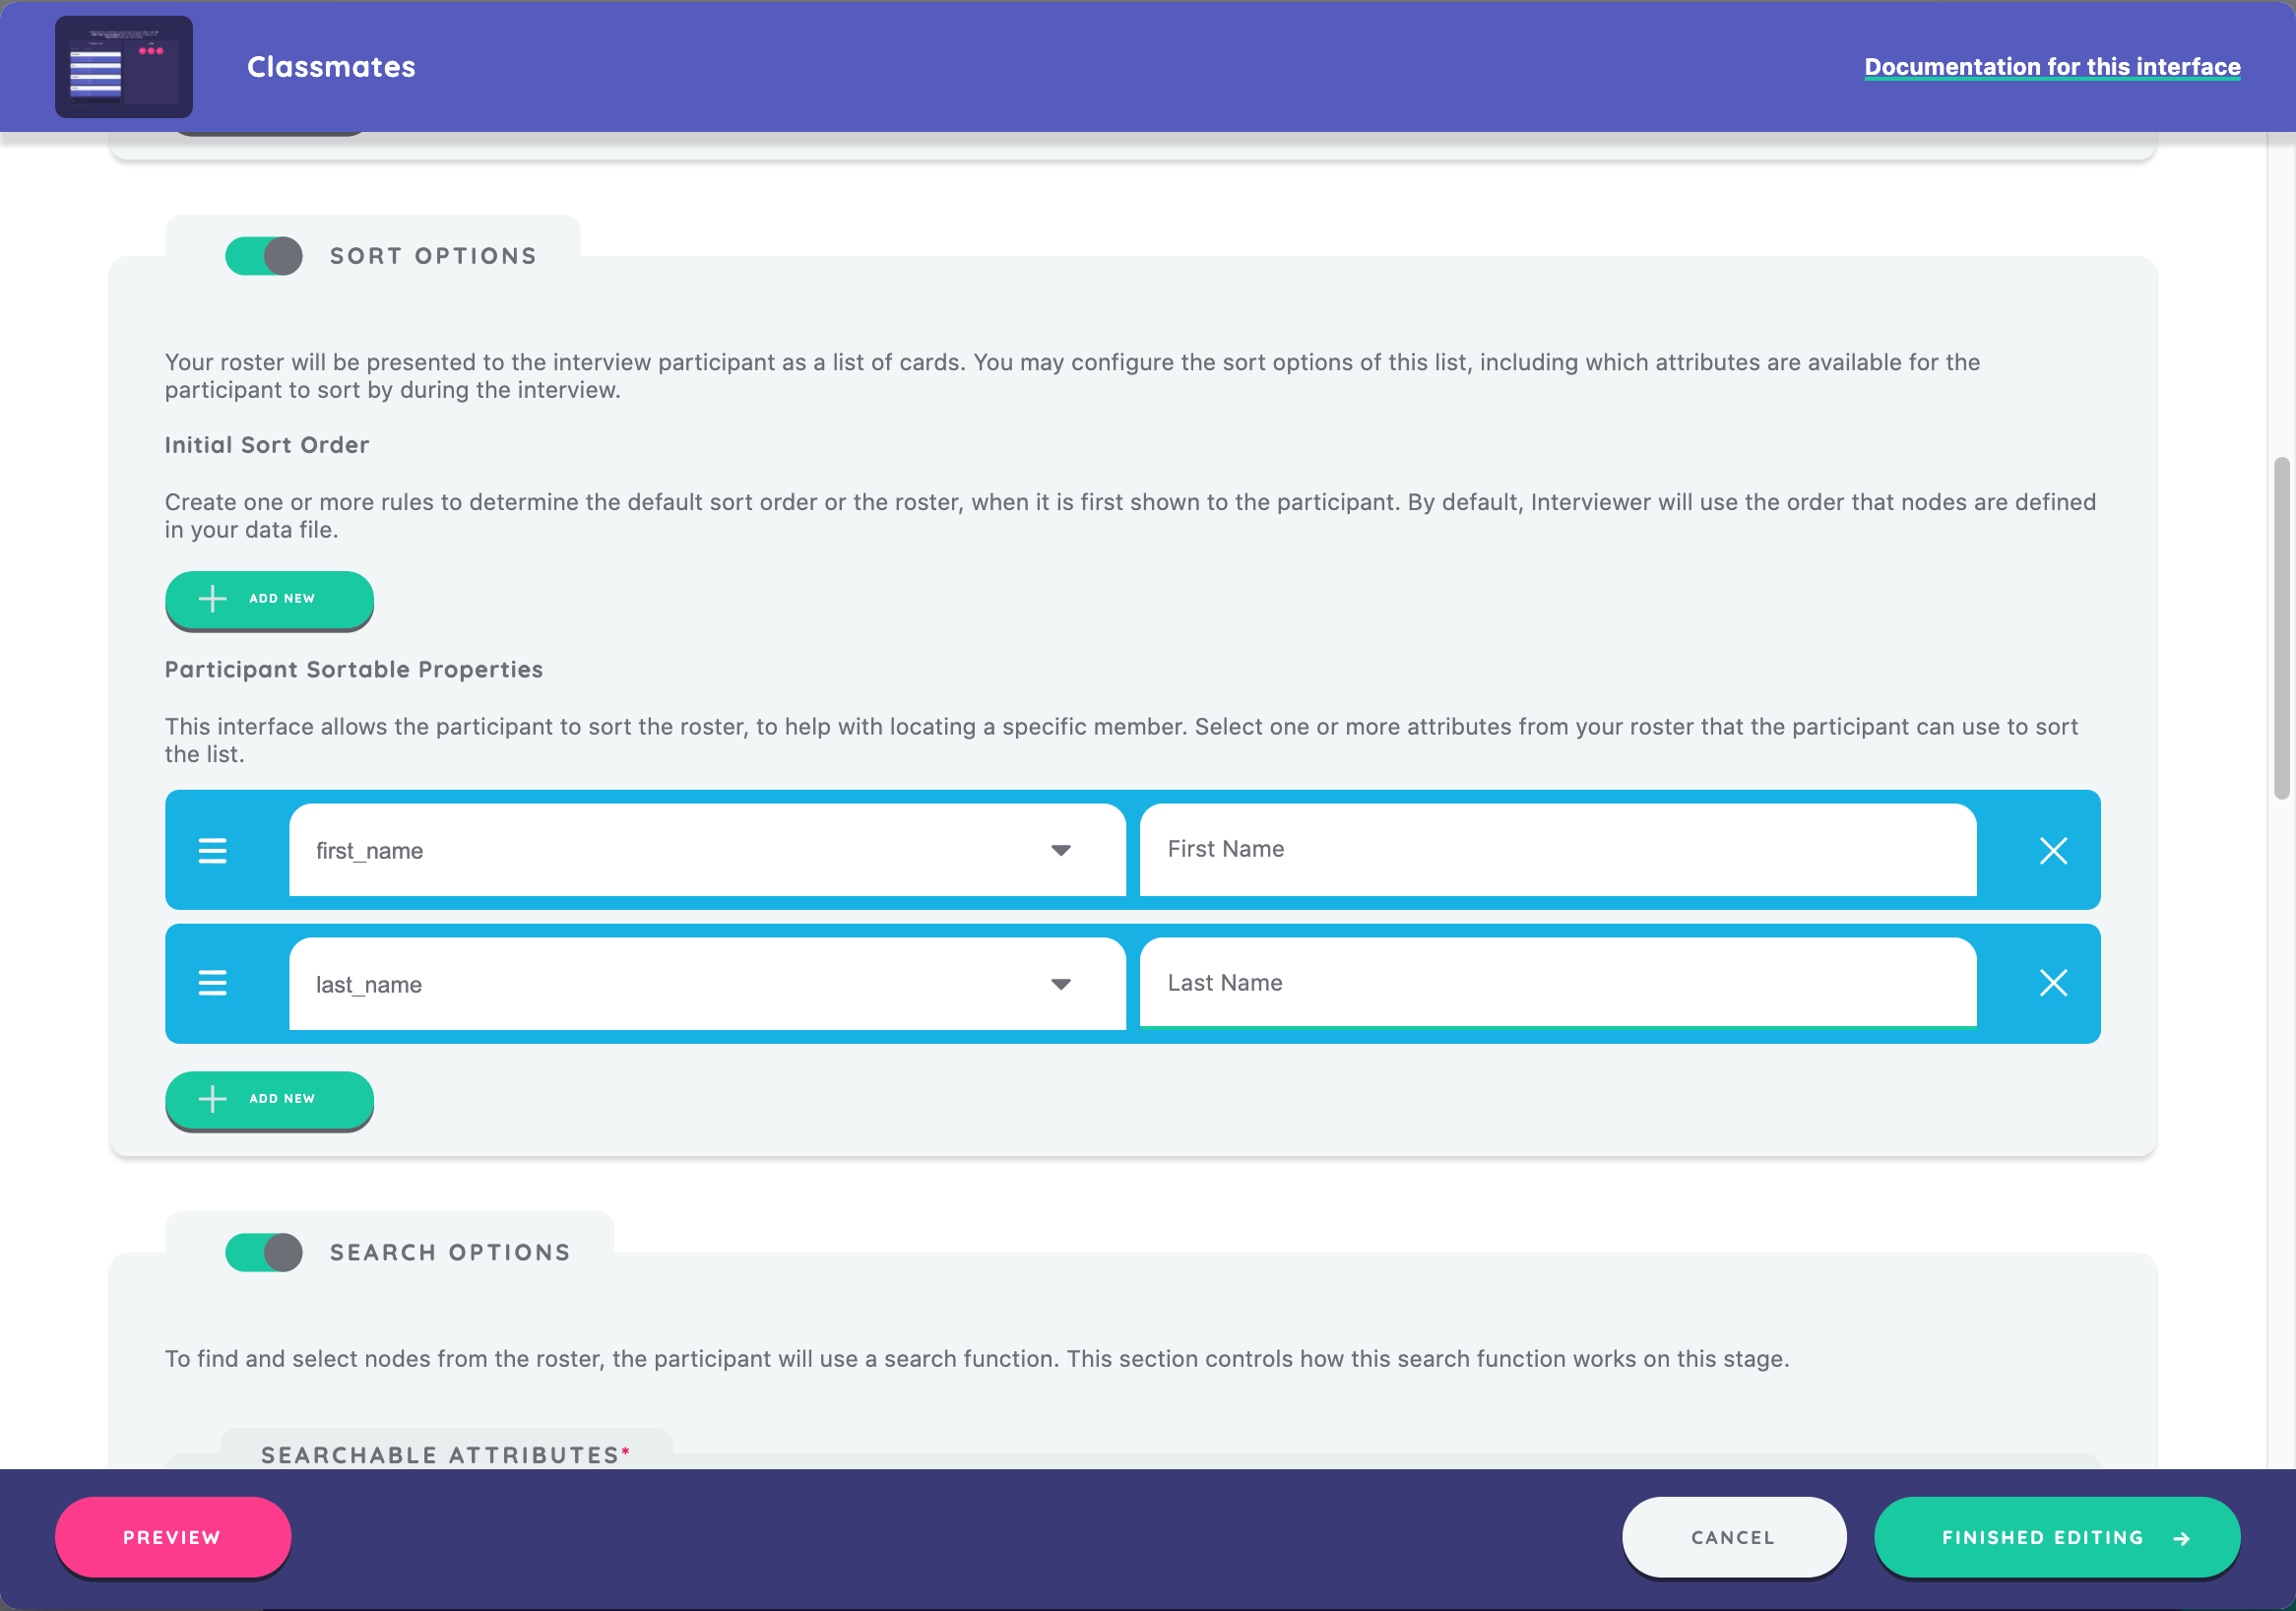 Classmates
Documentation for this interface
SORT OPTIONS
Your roster will be presented to the interview participant as a list of cards. You may configure the sort options of this list, including which attributes are available for the
participant to sort by during the interview.
Initial Sort Order
Create one or more rules to determine the default sort order or the roster, when it is first shown to the participant. By default, Interviewer will use the order that nodes are defined
in your data file.
ADD NEW
Participant Sortable Properties
This interface allows the participant to sort the roster, to help with locating a specific member. Select one or more attributes from your roster that the participant can use to sort
the list.
first_name
First Name
last_name
Last Name
ADD NEW
SEARCH OPTIONS
To find and select nodes from the roster, the participant will use a search function. This section controls how this search function works on this stage.
SEARCHABLE ATTRIBUTES*
PREVIEW
CANCEL
FINISHED EDITING